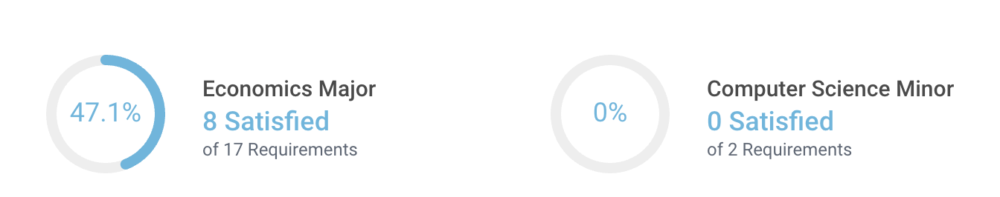 47.1%
Economics Major
8 Satisfied
of 17 Requirements
0%
Computer Science Minor
0 Satisfied
of 2 Requirements